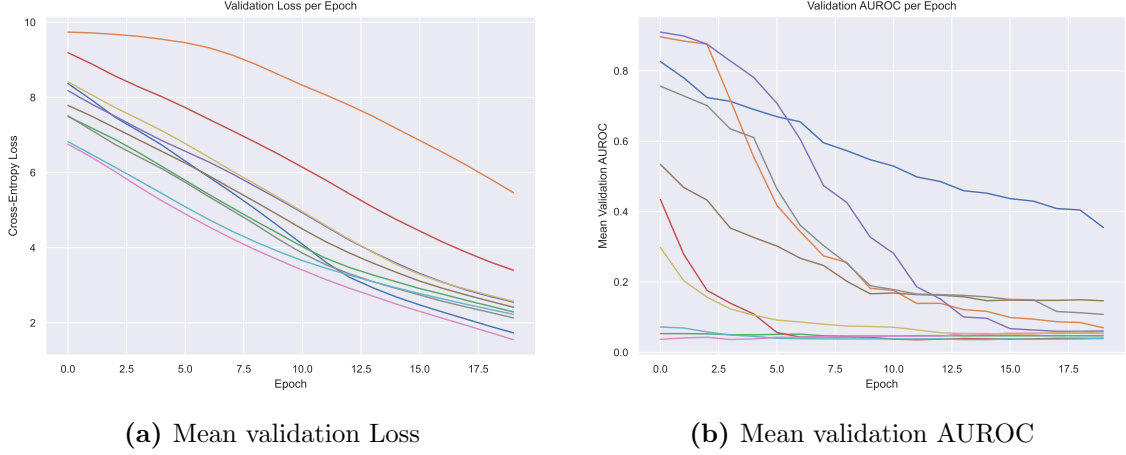 Validation Loss per Epoch
10
8
6
4
2
Cross-Entropy Loss
0.0 2.5 5.0 7.5 10.0 12.5 15.0 17.5
Epoch
(a) Mean validation Loss
Validation AUROC per Epoch
0.8
0.6
0.4
0.2
0.0
Mean Validation AUROC
0.0 2.5 5.0 7.5 10.0 12.5 15.0 17.5
Epoch
(b) Mean validation AUROC